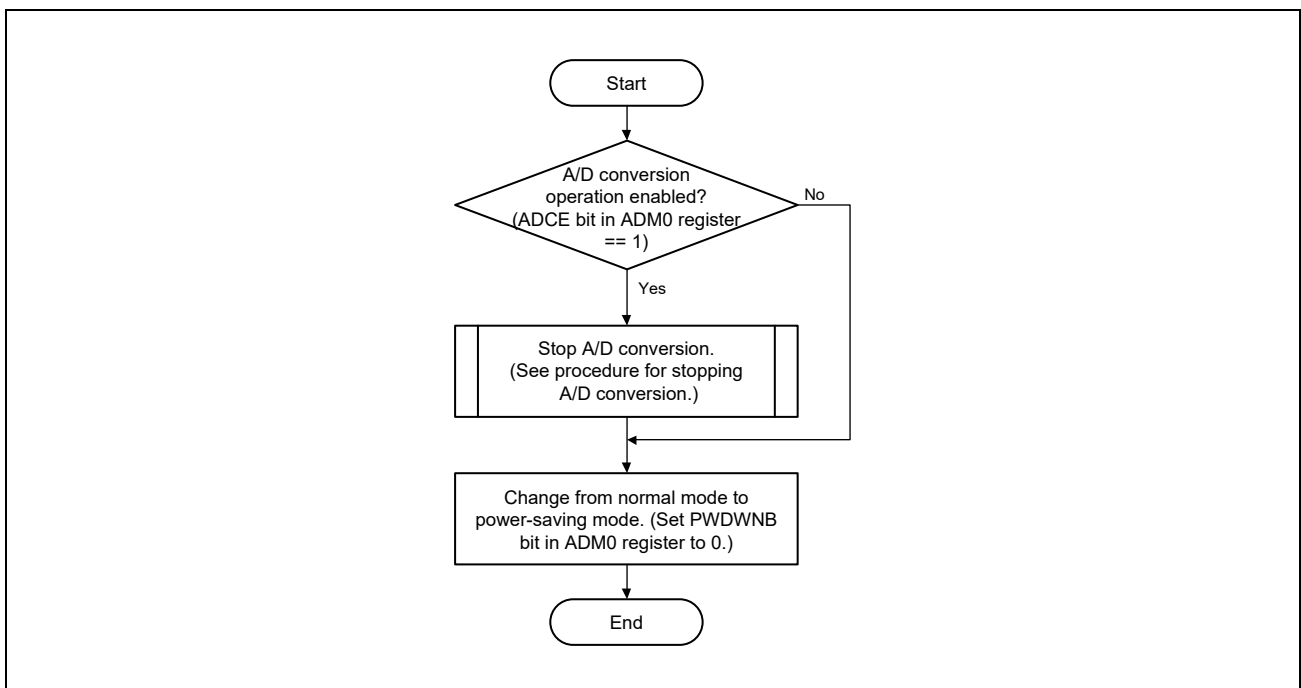 Start
A/D conversion
operation enabled?
(ADCE bit in ADM0 register
== 1)
No
Yes
Stop A/D conversion.
(See procedure for stopping
A/D conversion.)
Change from normal mode to
power-saving mode. (Set PWDWNB
bit in ADM0 register to 0.)
End